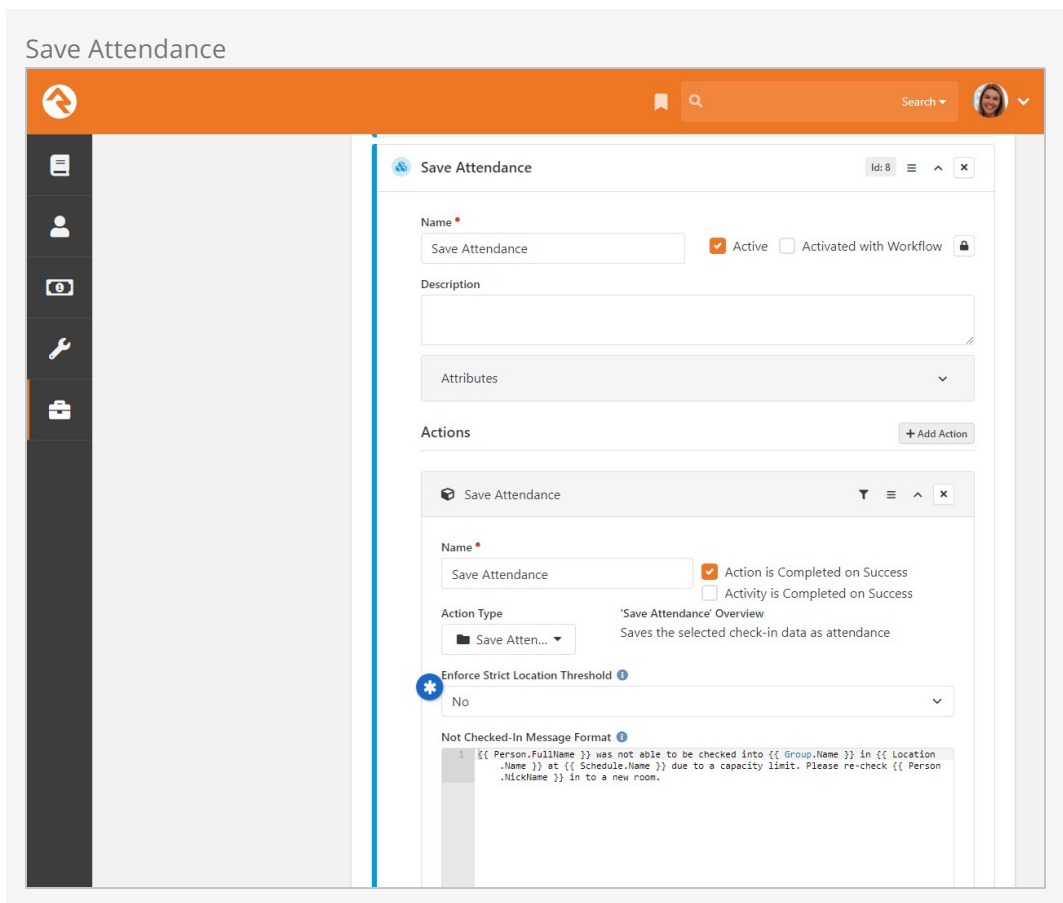 Save Attendance
Search
Save Attendance
Id: 8
Name
Save Attendance
Active
Activated with Workflow
Description
Attributes
Actions
+ Add Action
Save Attendance
Name
Save Attendance
Action is Completed on Success
Activity is Completed on Success
Action Type
'Save Attendance' Overview
Save Atten...
Saves the selected check-in data as attendance
Enforce Strict Location Threshold
No
Not Checked-In Message Format
1 {{ Person.FullName }} was not able to be checked into {{ Group.Name }} in {{ Location
.Name }} at {{ Schedule.Name }} due to a capacity limit. Please re-check {{ Person
.NickName }} in to a new room.